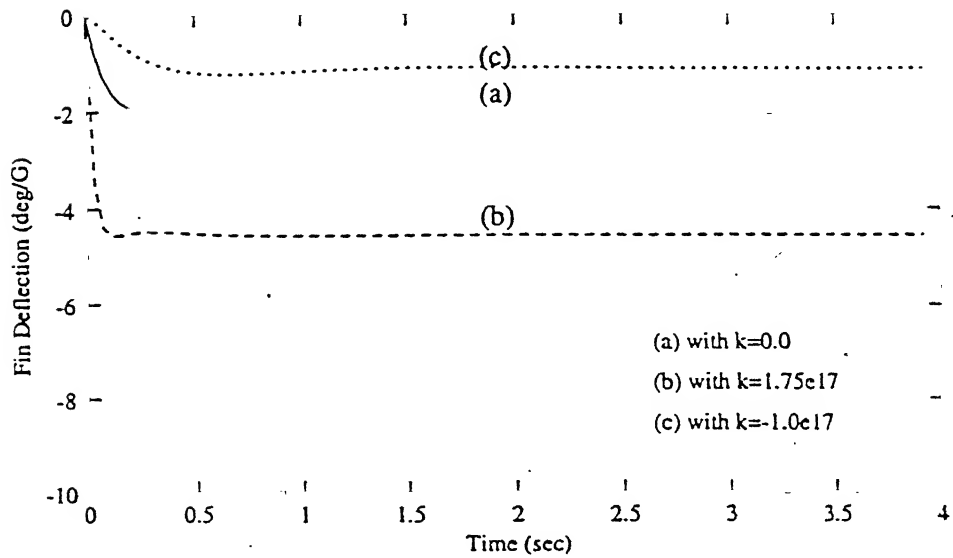 0
-2
-4
-6
-8
-10
Fin Deflection (deg/G)
(c)
(a)
(b)
(a) with k=0.0
(b) with k=1.75e17
(c) with k=-1.0e17
0 0.5 1 1.5 2 2.5 3 3.5 4
Time (sec)